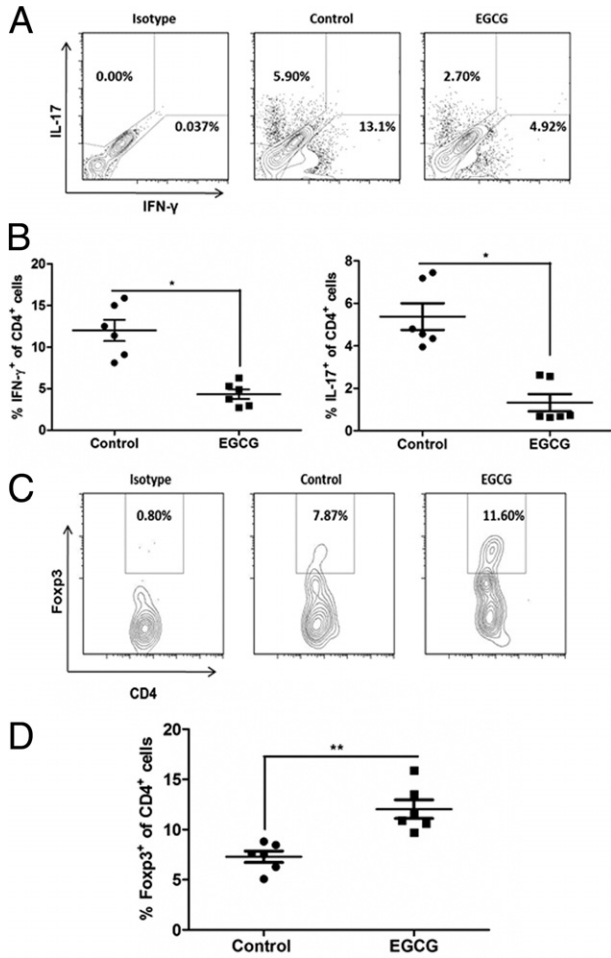 A
Isotype
Control
EGCG
IL-17
0.00%
0.037%
5.90%
13.1%
2.70%
4.92%
IFN-γ
B
% IFN-γ⁺ of CD4⁺ cells
20
15
10
5
0
*
Control
EGCG
% IL-17⁺ of CD4⁺ cells
8
6
4
2
0
*
Control
EGCG
C
Isotype
Control
EGCG
Foxp3
0.80%
7.87%
11.60%
CD4
D
% Foxp3⁺ of CD4⁺ cells
20
15
10
5
0
**
Control
EGCG